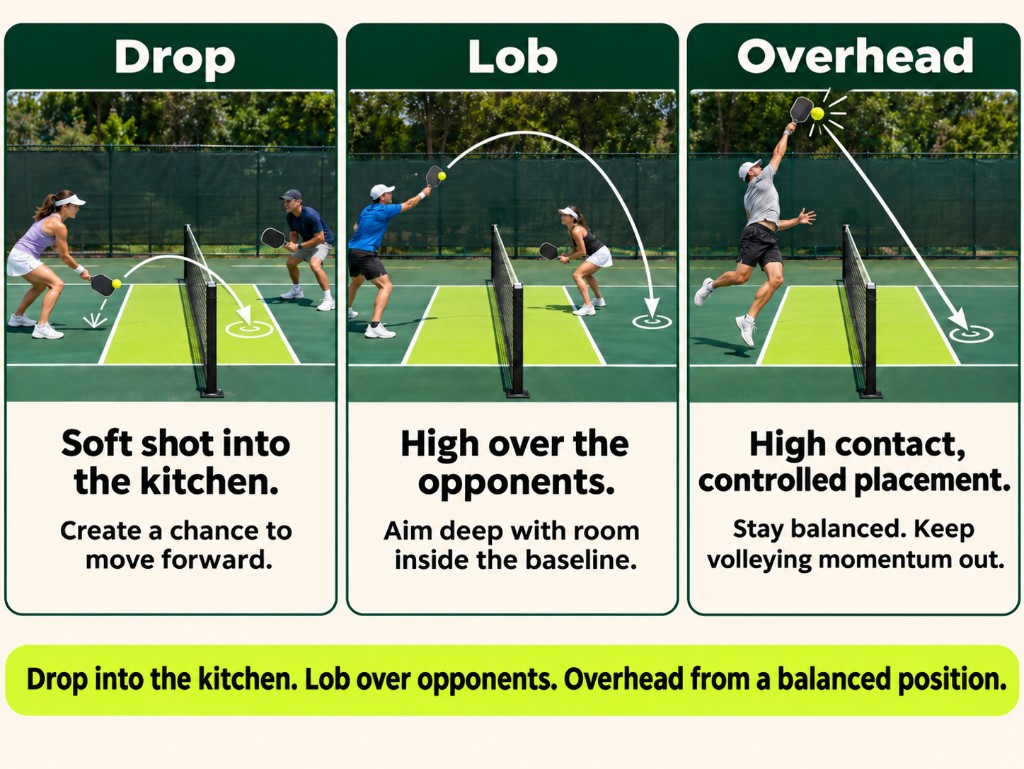 Drop
Soft shot into
the kitchen.
Create a chance to
move forward.
Lob
High over the
opponents.
Aim deep with room
inside the baseline.
Overhead
High contact,
controlled placement.
Stay balanced. Keep
volleying momentum out.
Drop into the kitchen. Lob over opponents. Overhead from a balanced position.